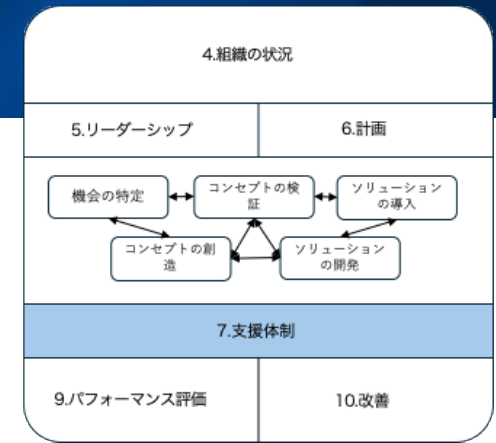 4.組織の状況
5.リーダーシップ
6.計画
機会の特定
コンセプトの検
証
ソリューション
の導入
コンセプトの創
造
ソリューション
の開発
7.支援体制
9.パフォーマンス評価
10.改善